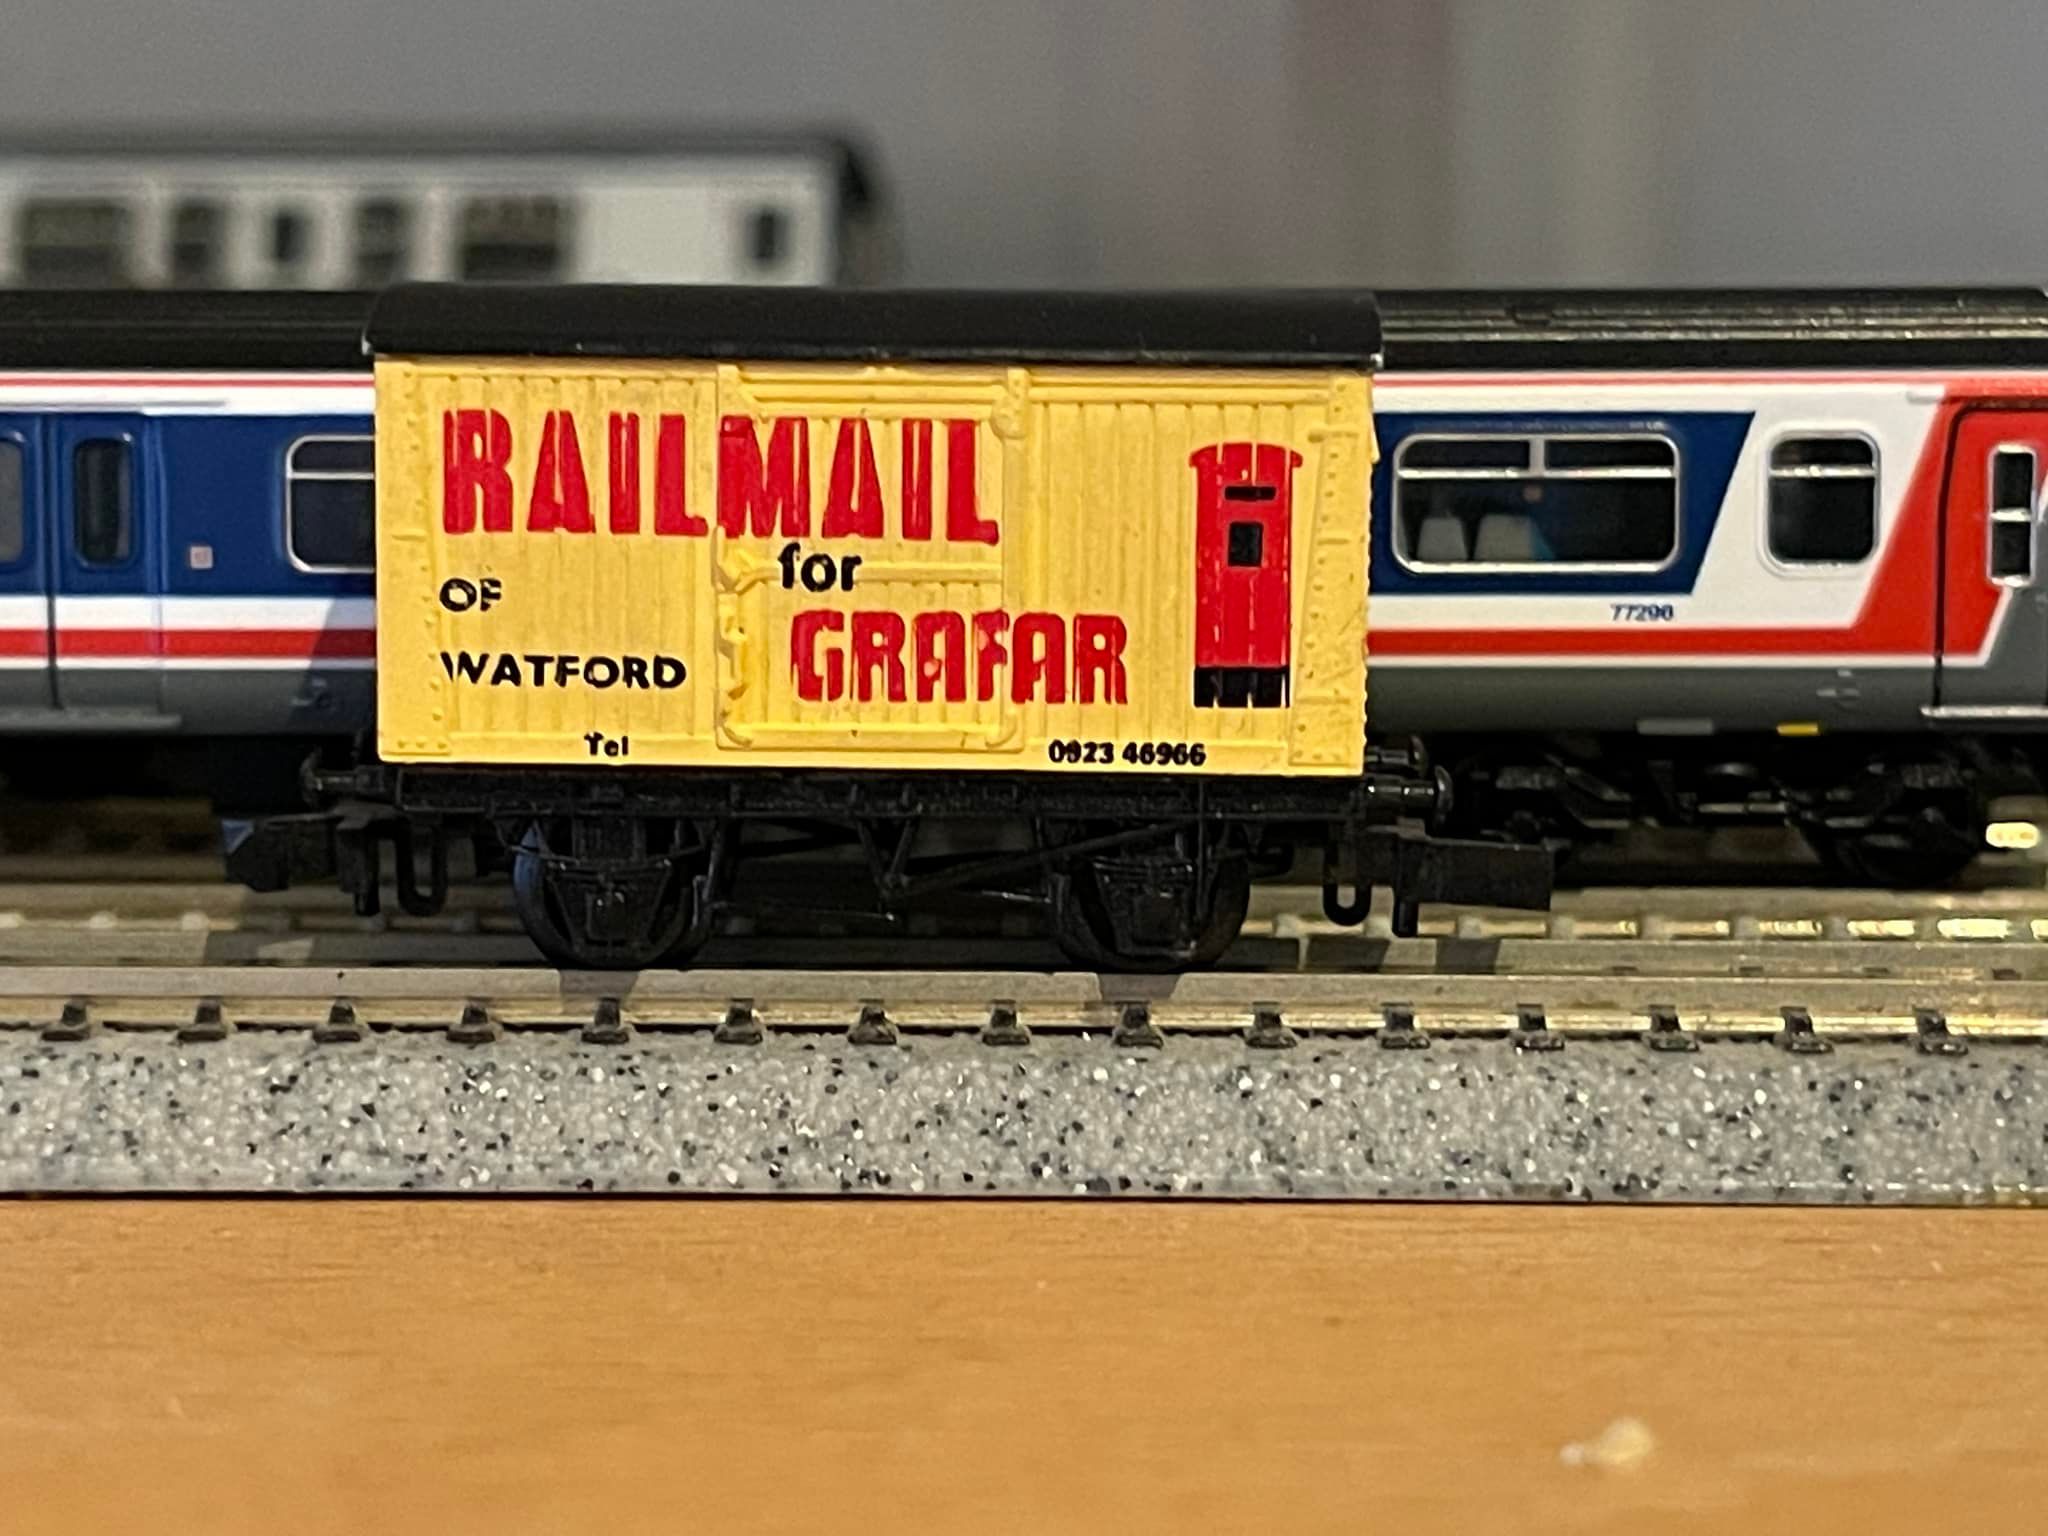 RAILMAIL
for
OF
GRAFAR
WATFORD
Tel 0923 46966
77290